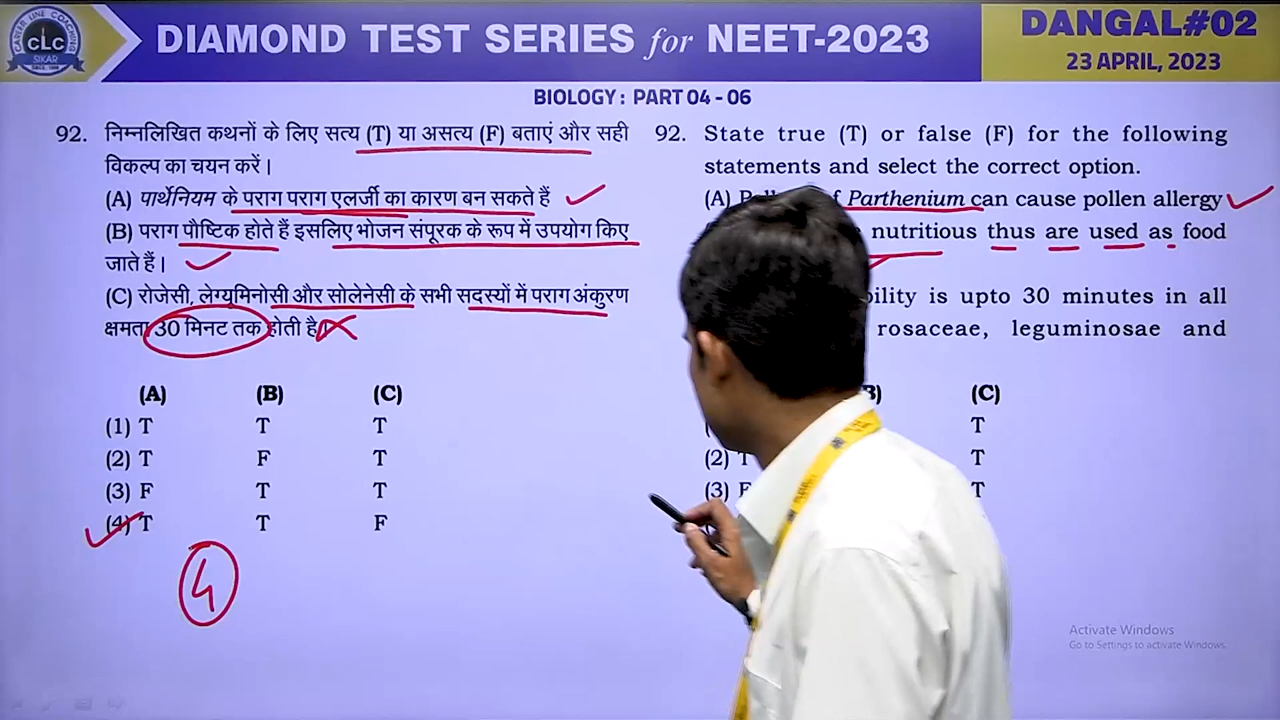 CAREER LINE COACHING
CLC
SIKAR
DIAMOND TEST SERIES for NEET-2023
DANGAL#02
23 APRIL, 2023
BIOLOGY : PART 04 - 06
92. निम्नलिखित कथनों के लिए सत्य (T) या असत्य (F) बताएं और सही
विकल्प का चयन करें।
(A) पार्थेनियम के पराग पराग एलर्जी का कारण बन सकते हैं
(B) पराग पौष्टिक होते हैं इसलिए भोजन संपूरक के रूप में उपयोग किए
जाते हैं।
(C) रोजेसी, लेग्यूमिनोसी और सोलेनेसी के सभी सदस्यों में पराग अंकुरण
क्षमता 30 मिनट तक होती है।
(A) (B) (C)
(1) T T T
(2) T F T
(3) F T T
(4) T T F
4
92. State true (T) or false (F) for the following
statements and select the correct option.
(A) Parthenium can cause pollen allergy
nutritious thus are used as food
is upto 30 minutes in all
rosaceae, leguminosae and
(C)
T
(2) T T
(3) F T
Activate Windows
Go to Settings to activate Windows.